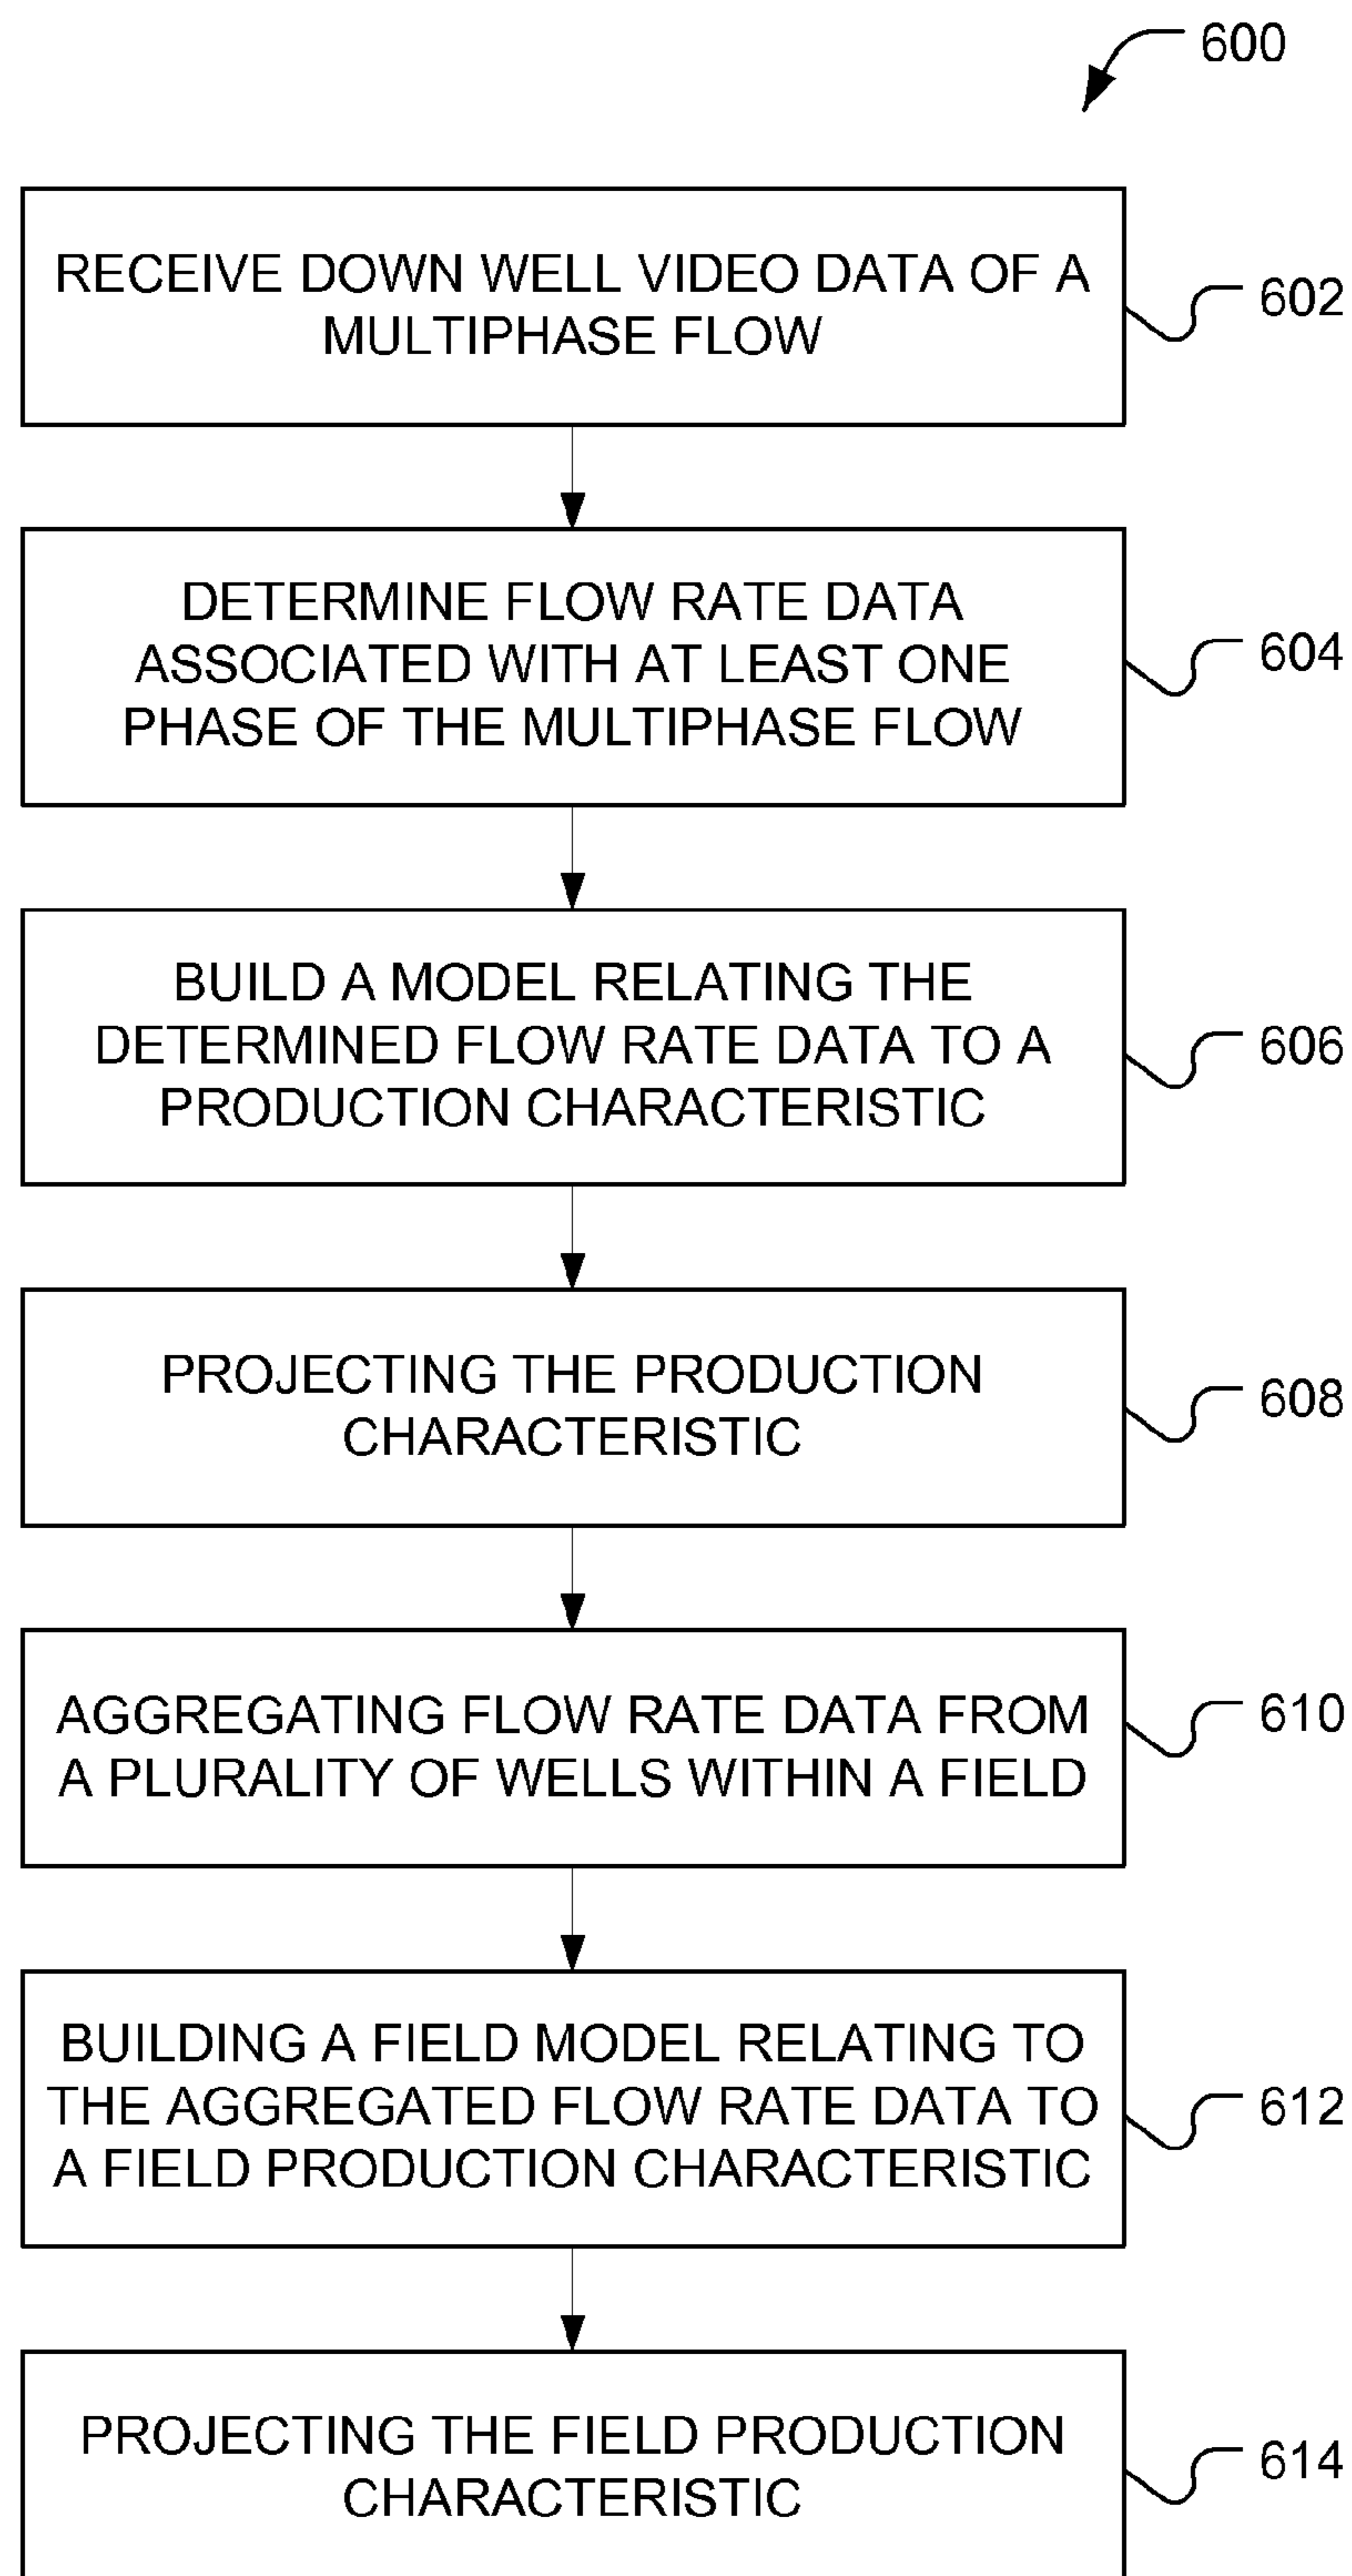 600
RECEIVE DOWN WELL VIDEO DATA OF A
MULTIPHASE FLOW
602
DETERMINE FLOW RATE DATA
ASSOCIATED WITH AT LEAST ONE
PHASE OF THE MULTIPHASE FLOW
604
BUILD A MODEL RELATING THE
DETERMINED FLOW RATE DATA TO A
PRODUCTION CHARACTERISTIC
606
PROJECTING THE PRODUCTION
CHARACTERISTIC
608
AGGREGATING FLOW RATE DATA FROM
A PLURALITY OF WELLS WITHIN A FIELD
610
BUILDING A FIELD MODEL RELATING TO
THE AGGREGATED FLOW RATE DATA TO
A FIELD PRODUCTION CHARACTERISTIC
612
PROJECTING THE FIELD PRODUCTION
CHARACTERISTIC
614